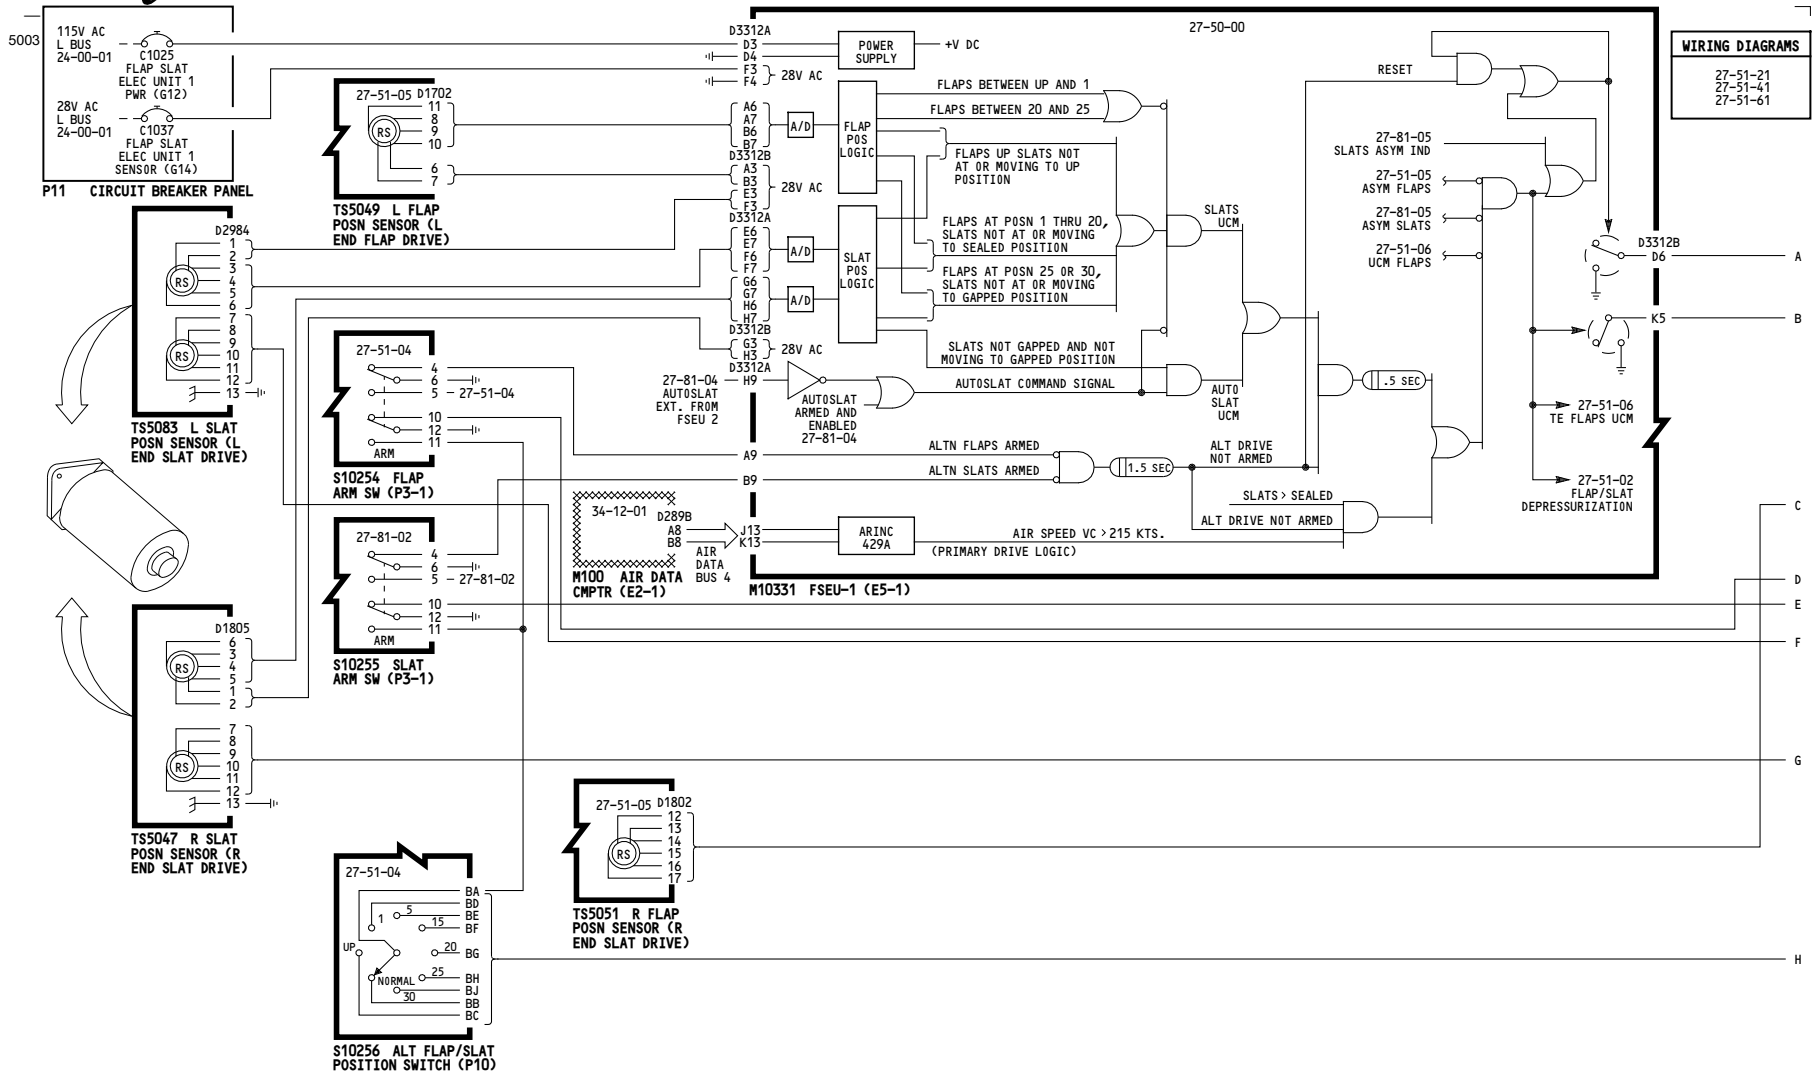 5003
115V AC
L BUS
24-00-01
C1025
FLAP SLAT
ELEC UNIT 1
PWR (G12)
28V AC
L BUS
24-00-01
C1037
FLAP SLAT
ELEC UNIT 1
SENSOR (G14)
P11 CIRCUIT BREAKER PANEL
27-51-05 D1702
11
8
9
10
6
7
RS
TS5049 L FLAP
POSN SENSOR (L
END FLAP DRIVE)
D2984
1
2
3
4
5
6
7
8
9
10
11
12
13
RS
RS
TS5083 L SLAT
POSN SENSOR (L
END SLAT DRIVE)
27-51-04
4
6
5 - 27-51-04
10
12
11
ARM
S10254 FLAP
ARM SW (P3-1)
27-81-02
4
6
5 - 27-81-02
10
12
11
ARM
S10255 SLAT
ARM SW (P3-1)
D1805
6
3
4
5
1
2
7
8
9
10
11
12
13
RS
RS
TS5047 R SLAT
POSN SENSOR (R
END SLAT DRIVE)
27-51-04
BA
BD
BE
BF
BG
BH
BJ
BB
BC
1
5
15
UP
20
NORMAL
25
30
S10256 ALT FLAP/SLAT
POSITION SWITCH (P10)
27-51-05 D1802
12
13
14
15
16
17
RS
TS5051 R FLAP
POSN SENSOR (R
END SLAT DRIVE)
34-12-01
D289B
A8
B8
AIR
DATA
BUS 4
M100 AIR DATA
CMPTR (E2-1)
D3312A
D3
D4
F3
F4
28V AC
A6
A7
B6
B7
D3312B
A3
B3
E3
F3
28V AC
D3312A
E6
E7
F6
F7
G6
G7
H6
H7
D3312B
G3
H3
28V AC
D3312A
H9
27-81-04
AUTOSLAT
EXT. FROM
FSEU 2
A9
B9
J13
K13
27-50-00
POWER
SUPPLY
+V DC
A/D
A/D
A/D
FLAP
POS
LOGIC
SLAT
POS
LOGIC
FLAPS BETWEEN UP AND 1
FLAPS BETWEEN 20 AND 25
FLAPS UP SLATS NOT
AT OR MOVING TO UP
POSITION
FLAPS AT POSN 1 THRU 20,
SLATS NOT AT OR MOVING
TO SEALED POSITION
FLAPS AT POSN 25 OR 30,
SLATS NOT AT OR MOVING
TO GAPPED POSITION
SLATS NOT GAPPED AND NOT
MOVING TO GAPPED POSITION
AUTOSLAT COMMAND SIGNAL
AUTOSLAT
ARMED AND
ENABLED
27-81-04
ALTN FLAPS ARMED
ALTN SLATS ARMED
1.5 SEC
ALT DRIVE
NOT ARMED
SLATS > SEALED
ALT DRIVE NOT ARMED
ARINC
429A
AIR SPEED VC > 215 KTS.
(PRIMARY DRIVE LOGIC)
SLATS
UCM
AUTO
SLAT
UCM
.5 SEC
RESET
27-81-05
SLATS ASYM IND
27-51-05
ASYM FLAPS
27-81-05
ASYM SLATS
27-51-06
UCM FLAPS
27-51-06
TE FLAPS UCM
27-51-02
FLAP/SLAT
DEPRESSURIZATION
M10331 FSEU-1 (E5-1)
D3312B
D6
K5
WIRING DIAGRAMS
27-51-21
27-51-41
27-51-61
A
B
C
D
E
F
G
H